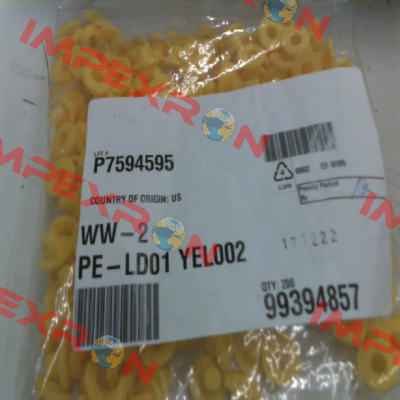 LOT #
P7594595
COUNTRY OF ORIGIN: US
WW-2
PE-LD01 YEL002
171222
QTY: 200
99394857
IMPEXRON
IMPEXRON
IMPEXRON